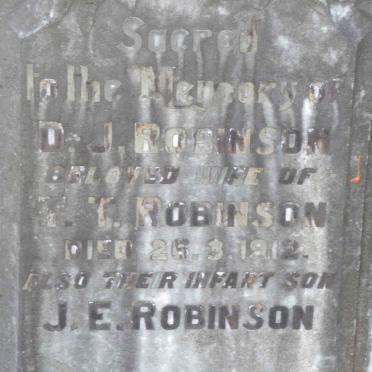 Sacred
to the Memory of
D. J. ROBINSON
BELOVED WIFE OF
T. T. ROBINSON
DIED 26.3.1912.
ALSO THEIR INFANT SON
J. E. ROBINSON